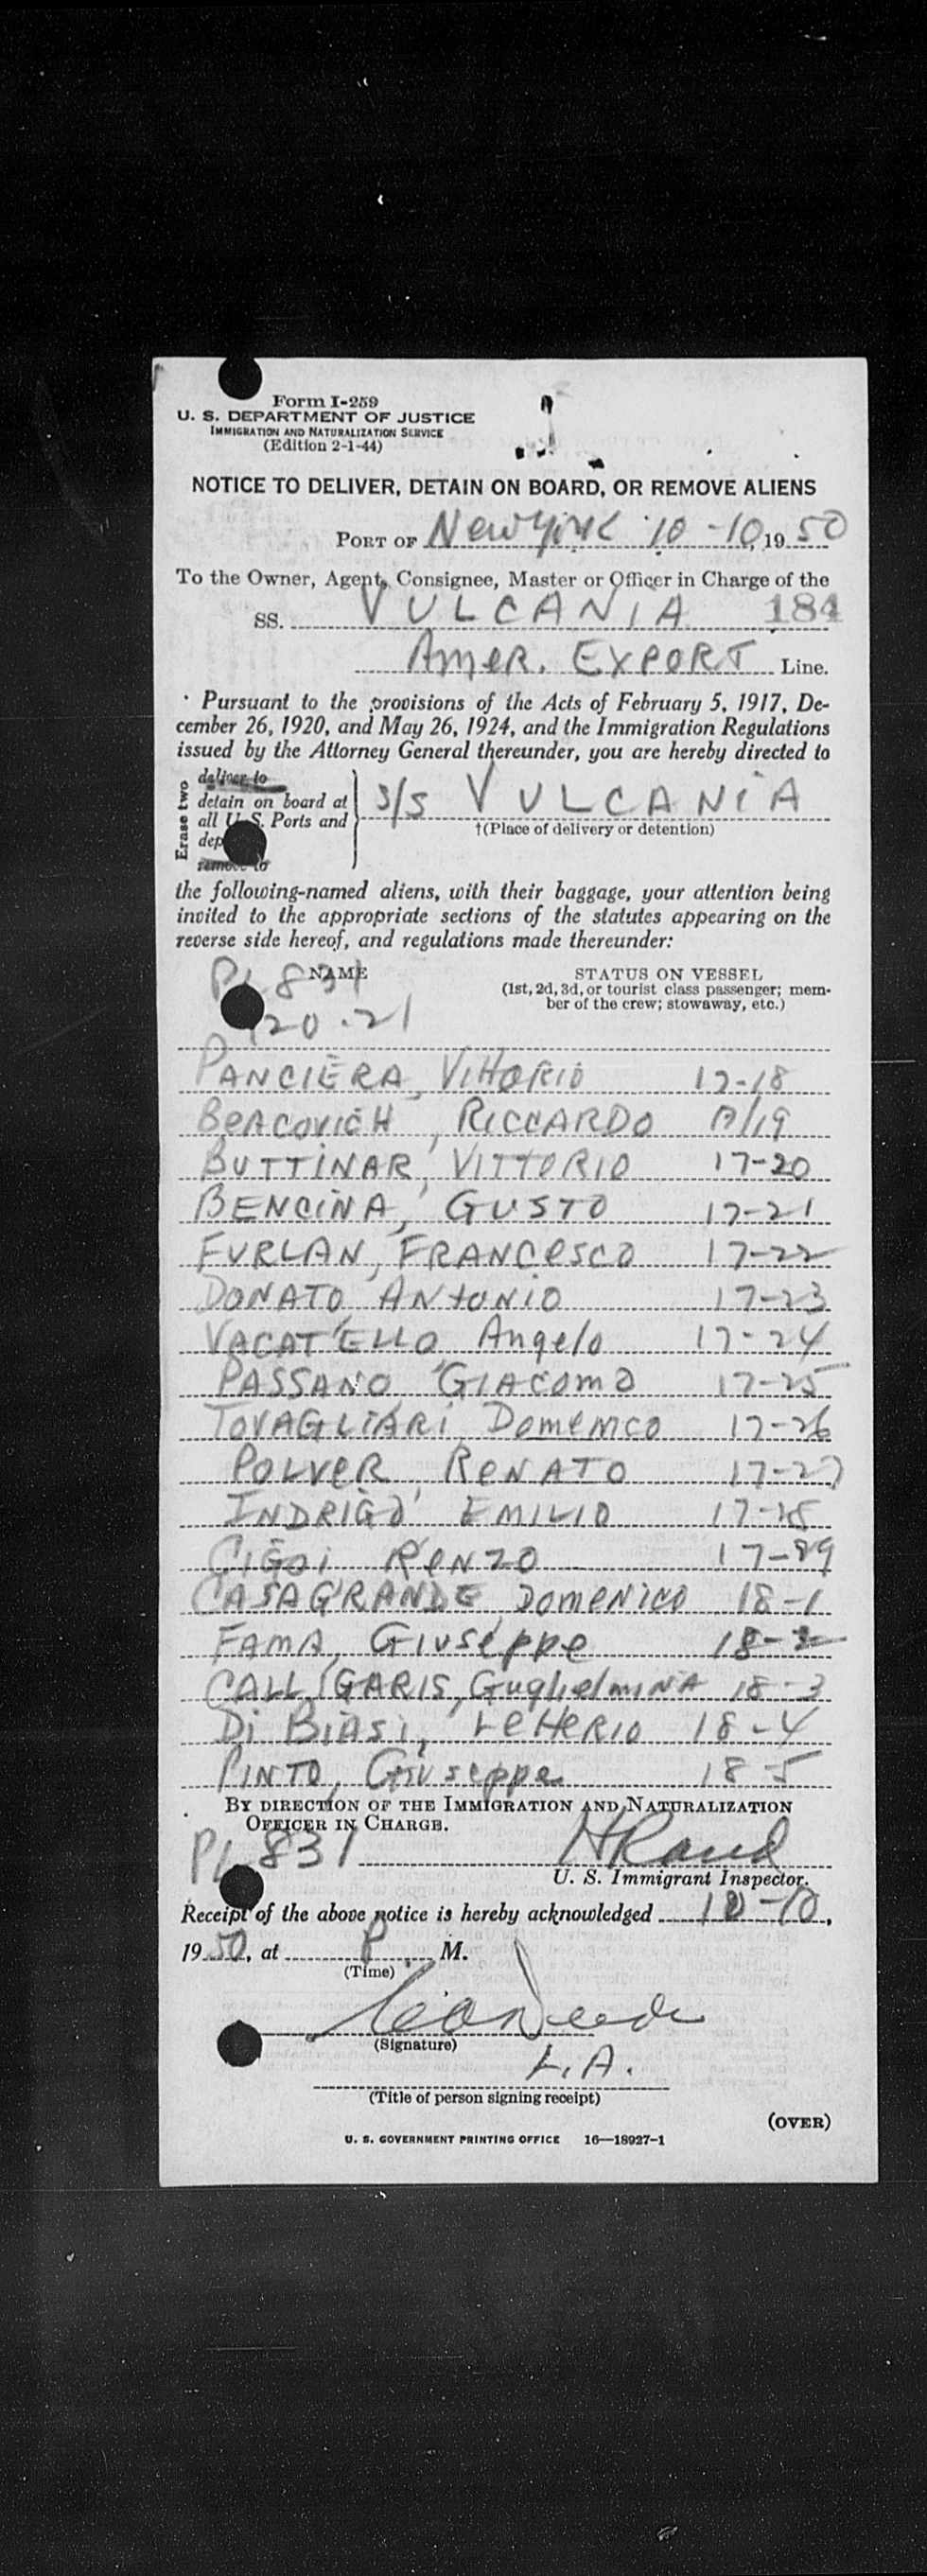 Form I-259
U. S. DEPARTMENT OF JUSTICE
IMMIGRATION AND NATURALIZATION SERVICE
(Edition 2-1-44)
NOTICE TO DELIVER, DETAIN ON BOARD, OR REMOVE ALIENS
PORT OF New York 10-10, 1950
To the Owner, Agent, Consignee, Master or Officer in Charge of the
SS. VULCANIA 184
AMER. EXPORT Line.
Pursuant to the provisions of the Acts of February 5, 1917, De-
cember 26, 1920, and May 26, 1924, and the Immigration Regulations
issued by the Attorney General thereunder, you are hereby directed to
Erase two
deliver to
detain on board at
all U. S. Ports and
dep
remove to
S/S VULCANIA
†(Place of delivery or detention)
the following-named aliens, with their baggage, your attention being
invited to the appropriate sections of the statutes appearing on the
reverse side hereof, and regulations made thereunder:
PL 831 NAME
STATUS ON VESSEL
(1st, 2d, 3d, or tourist class passenger; mem-
ber of the crew; stowaway, etc.)
120.21
PANCIERA, VITTORIO 17-18
BERCOVICH, RICCARDO 17/19
BUTTINAR, VITTORIO 17-20
BENCINA, GUSTO 17-21
FURLAN, FRANCESCO 17-22
DONATO ANTONIO 17-23
VACATELLO, Angelo 17-24
PASSANO GIACOMO 17-25
TOVAGLIARI Domenico 17-26
POLVER, RENATO 17-27
INDRIGO EMILIO 17-28
CIGOI RENZO 17-29
CASAGRANDE, DOMENICO 18-1
FAMA, GIUSEPPE 18-2
CALLIGARIS, Guglielmina 18-3
Di BIASI, LETTERIO 18-4
PINTO, Giuseppe 18-5
BY DIRECTION OF THE IMMIGRATION AND NATURALIZATION
OFFICER IN CHARGE.
PL 831 H Rand
U. S. Immigrant Inspector.
Receipt of the above notice is hereby acknowledged 10-10,
1950, at P. M.
(Time)
(Signature)
L.A.
(Title of person signing receipt)
(OVER)
U. S. GOVERNMENT PRINTING OFFICE 16—18927-1